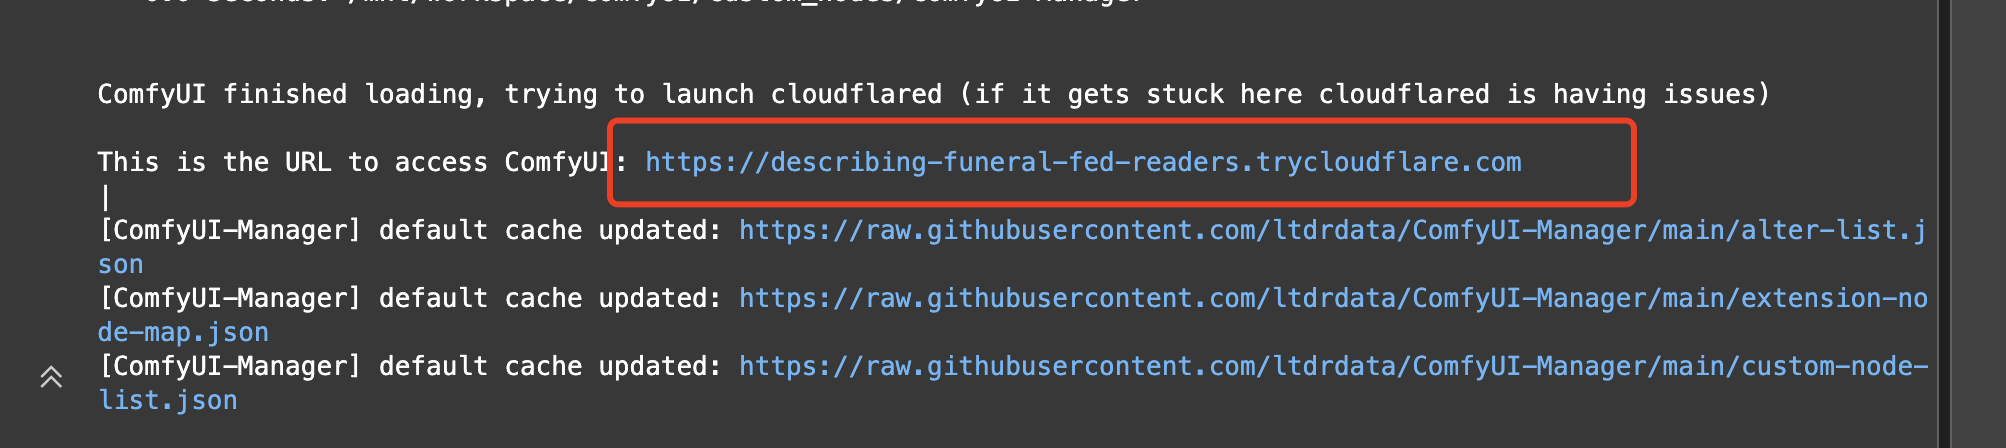 ComfyUI finished loading, trying to launch cloudflared (if it gets stuck here cloudflared is having issues)
This is the URL to access ComfyUI: https://describing-funeral-fed-readers.trycloudflare.com
|
[ComfyUI-Manager] default cache updated: https://raw.githubusercontent.com/ltdrdata/ComfyUI-Manager/main/alter-list.j
son
[ComfyUI-Manager] default cache updated: https://raw.githubusercontent.com/ltdrdata/ComfyUI-Manager/main/extension-no
de-map.json
[ComfyUI-Manager] default cache updated: https://raw.githubusercontent.com/ltdrdata/ComfyUI-Manager/main/custom-node-
list.json